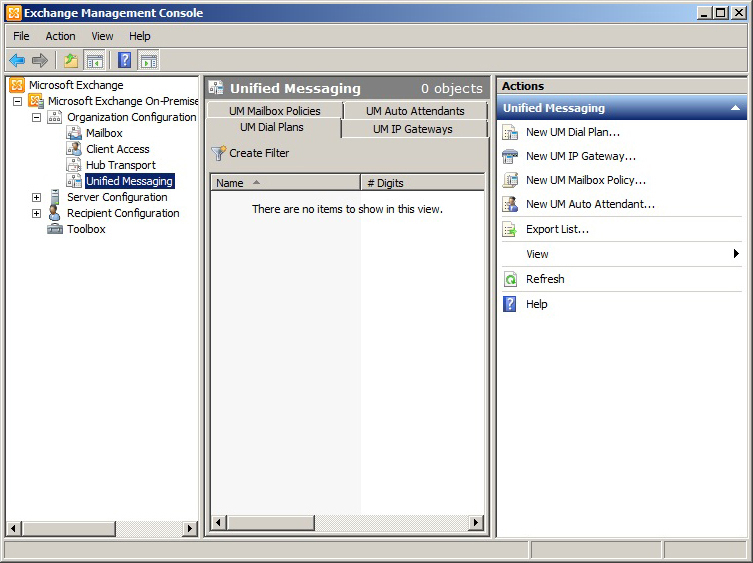 Exchange Management Console
File Action View Help
Microsoft Exchange
Microsoft Exchange On-Premise
Organization Configuration
Mailbox
Client Access
Hub Transport
Unified Messaging
Server Configuration
Recipient Configuration
Toolbox
Unified Messaging 0 objects
UM Mailbox Policies UM Auto Attendants
UM Dial Plans UM IP Gateways
Create Filter
Name # Digits
There are no items to show in this view.
Actions
Unified Messaging
New UM Dial Plan...
New UM IP Gateway...
New UM Mailbox Policy...
New UM Auto Attendant...
Export List...
View
Refresh
Help